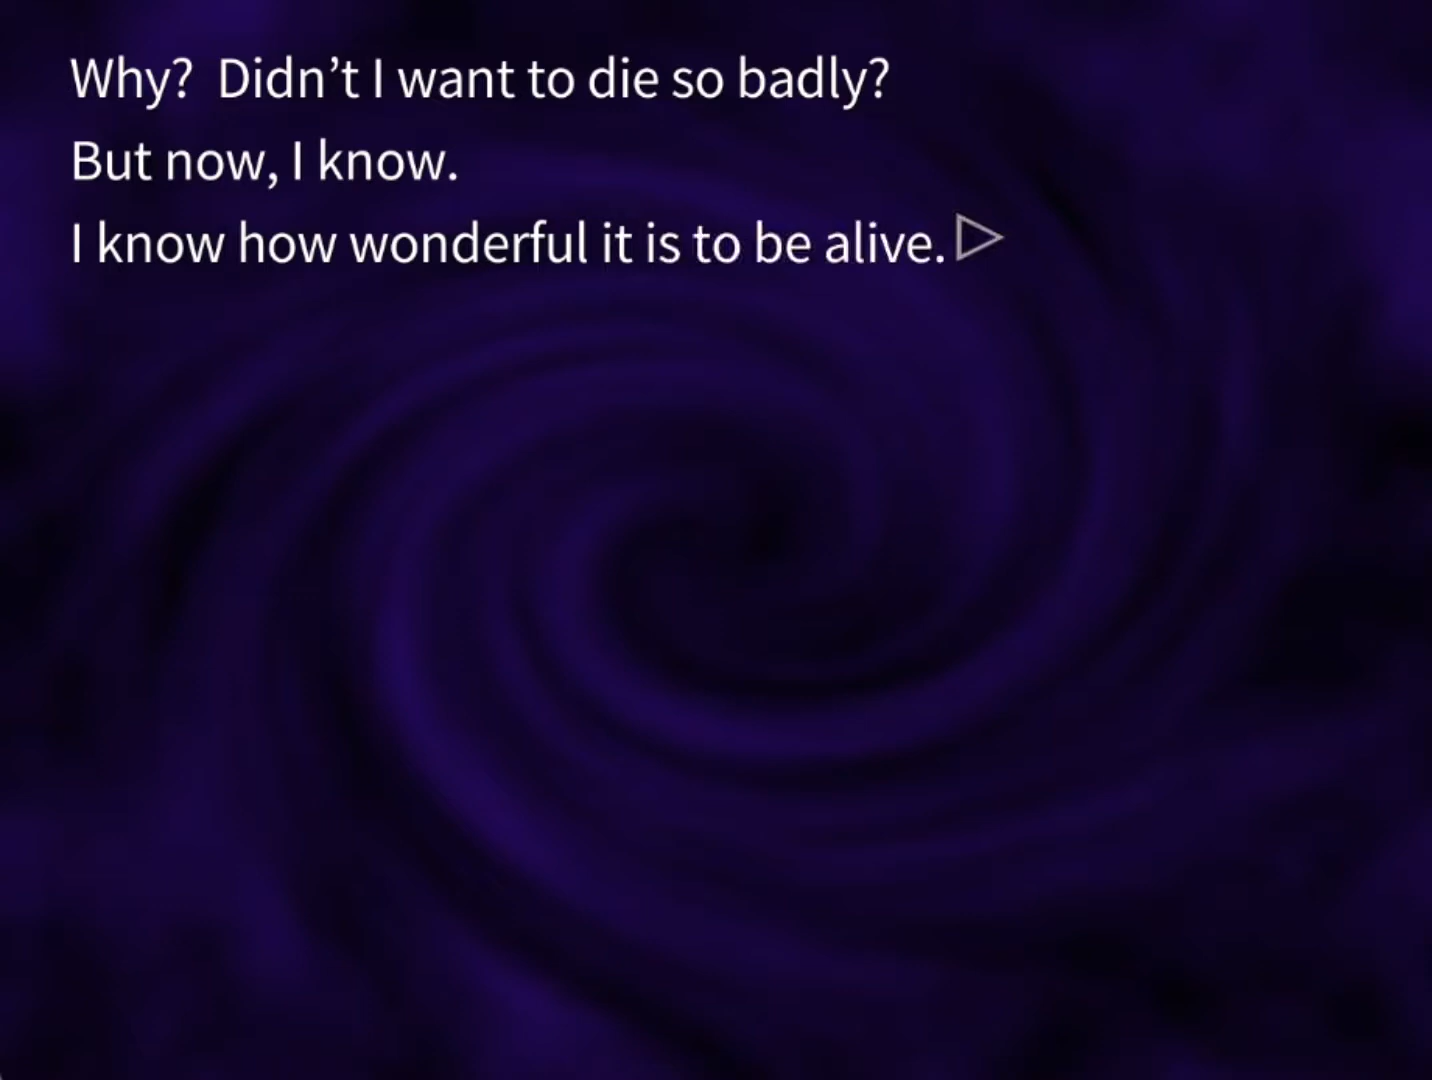 Why?  Didn’t I want to die so badly?
But now, I know.
I know how wonderful it is to be alive.